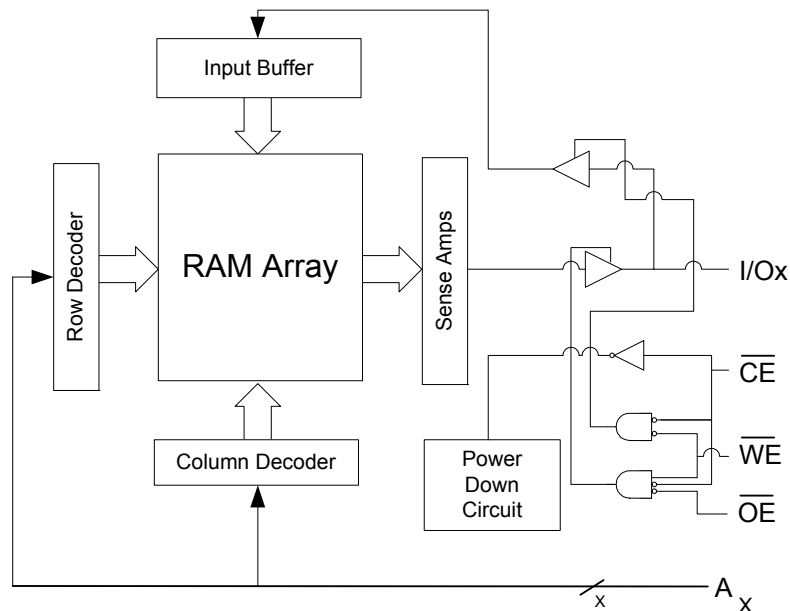 Input Buffer
Row Decoder
RAM Array
Sense Amps
I/Ox
CE
Column Decoder
Power
Down
Circuit
WE
OE
x
A x